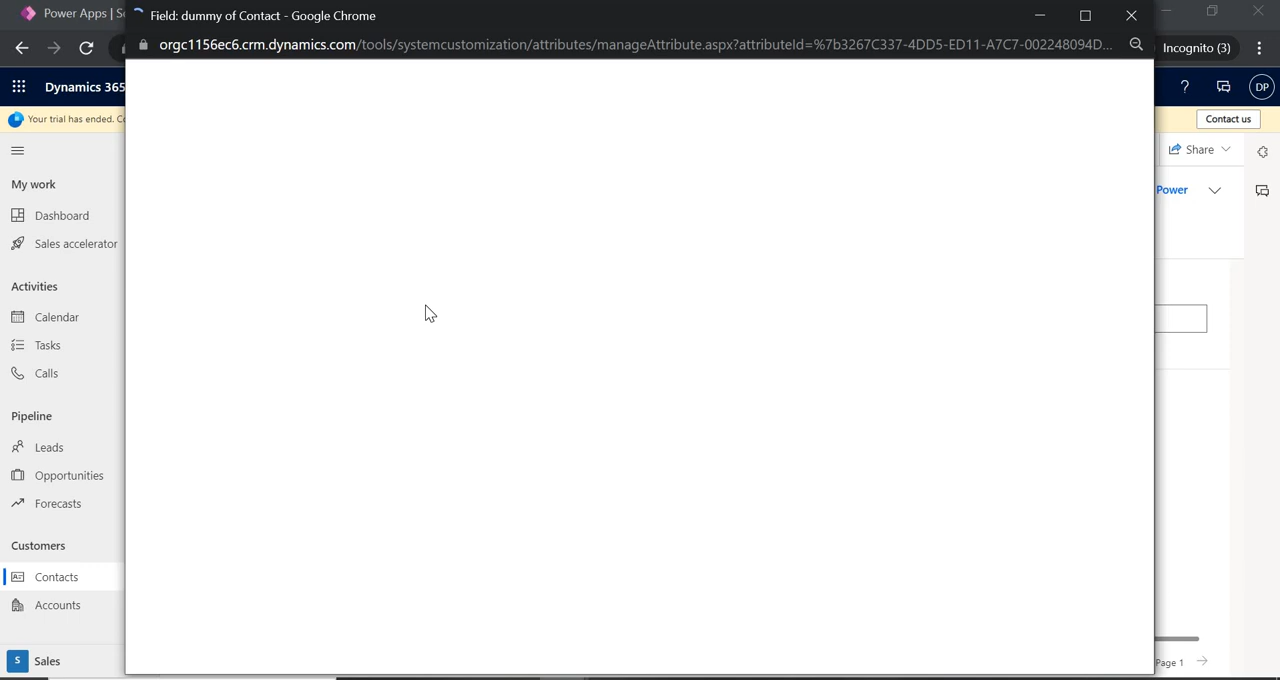 Power Apps | S
Field: dummy of Contact - Google Chrome
orgc1156ec6.crm.dynamics.com/tools/systemcustomization/attributes/manageAttribute.aspx?attributeId=%7b3267C337-4DD5-ED11-A7C7-002248094D...
Incognito (3)
Dynamics 365
? DP
Your trial has ended.
Contact us
Share
My work
Power
Dashboard
Sales accelerator
Activities
Calendar
Tasks
Calls
Pipeline
Leads
Opportunities
Forecasts
Customers
Contacts
Accounts
S Sales
Page 1